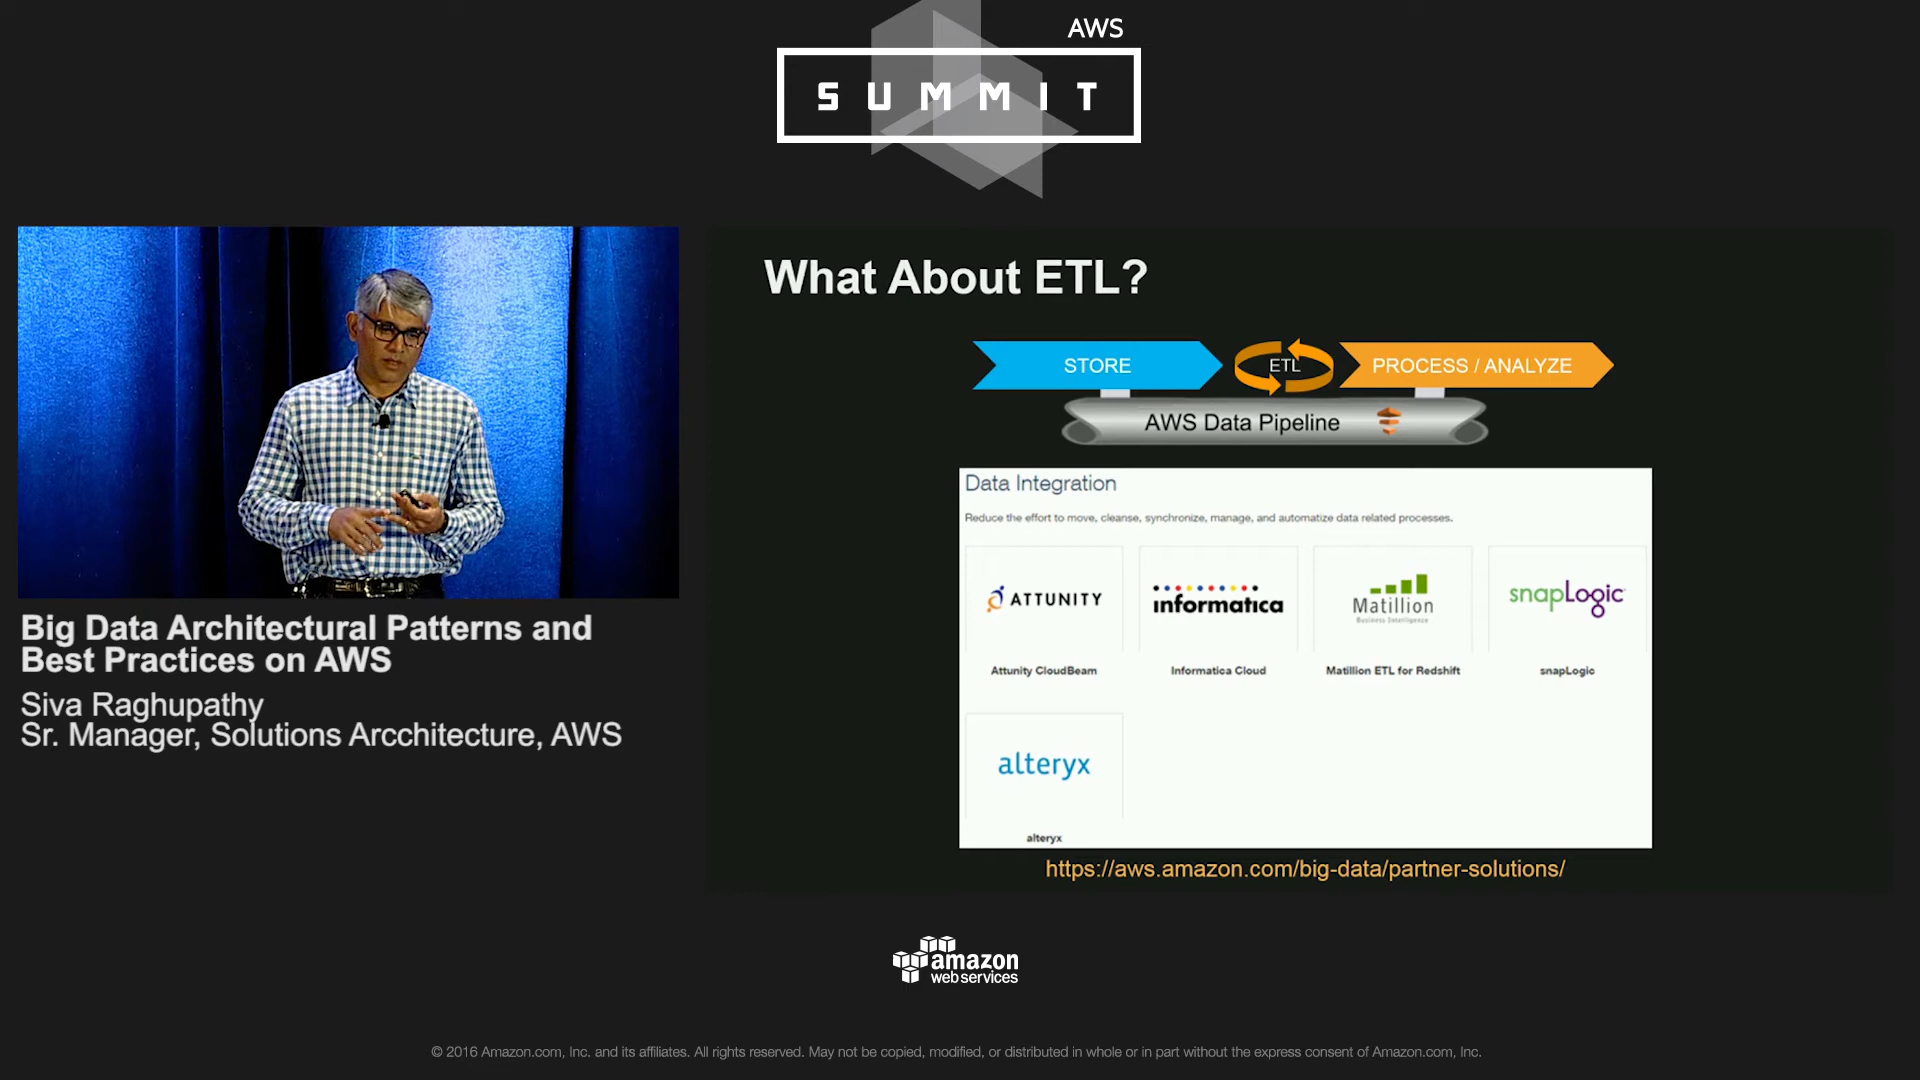 AWS
SUMMIT
What About ETL?
STORE
ETL
PROCESS / ANALYZE
AWS Data Pipeline
Data Integration
Reduce the effort to move, cleanse, synchronize, manage, and automatize data related processes.
ATTUNITY
informatica
Matillion
Business Intelligence
snapLogic
Attunity CloudBeam
Informatica Cloud
Matillion ETL for Redshift
snapLogic
alteryx
alteryx
https://aws.amazon.com/big-data/partner-solutions/
Big Data Architectural Patterns and
Best Practices on AWS
Siva Raghupathy
Sr. Manager, Solutions Arcchitecture, AWS
amazon
web services
© 2016 Amazon.com, Inc. and its affiliates. All rights reserved. May not be copied, modified, or distributed in whole or in part without the express consent of Amazon.com, Inc.